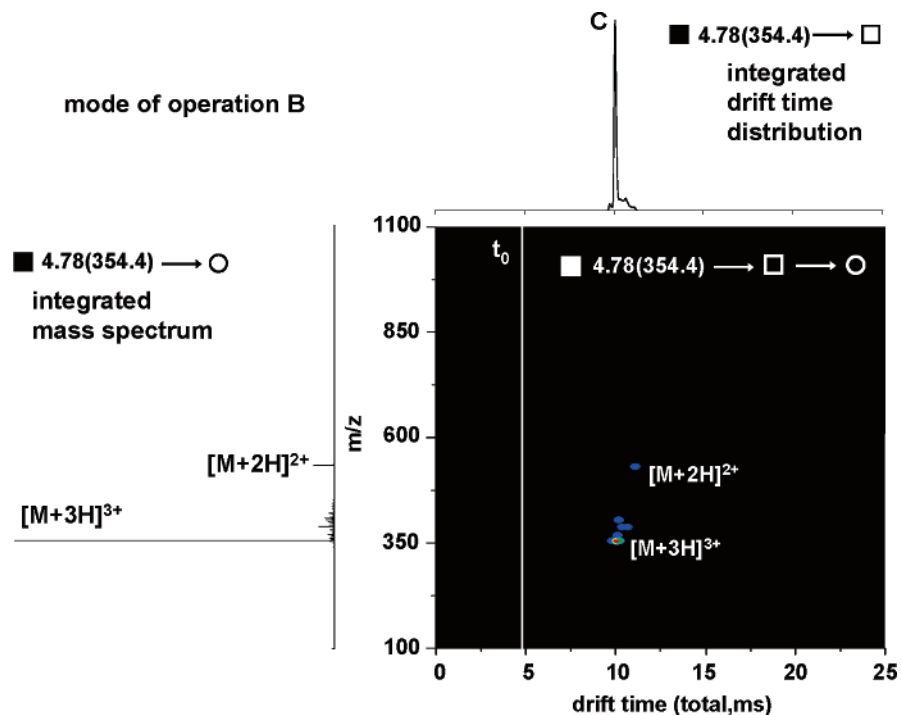 C
■ 4.78(354.4) → □
integrated
drift time
distribution
mode of operation B
■ 4.78(354.4) → ○
integrated
mass spectrum
[M+2H]²⁺
[M+3H]³⁺
m/z
1100
850
600
350
100
t₀
■ 4.78(354.4) → □ → ○
[M+2H]²⁺
[M+3H]³⁺
0 5 10 15 20 25
drift time (total,ms)